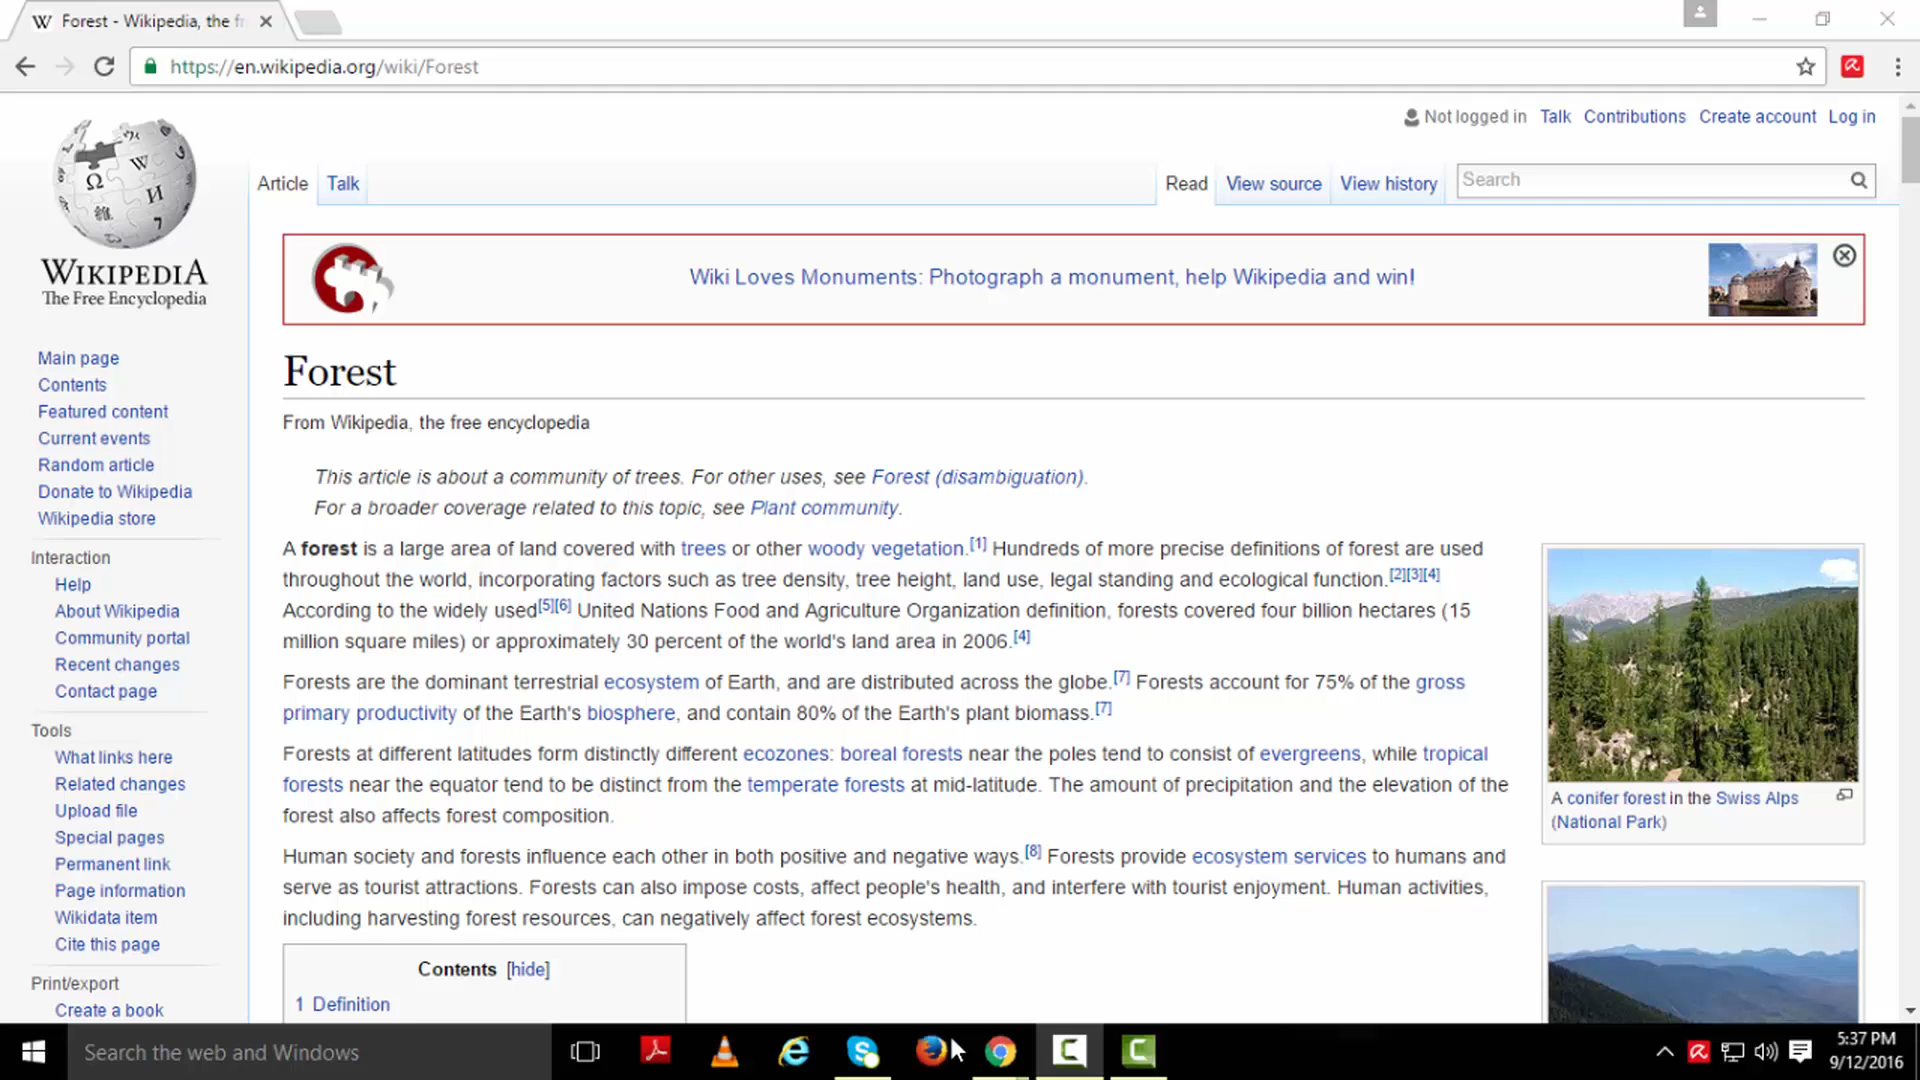 Forest - Wikipedia, the fr
https://en.wikipedia.org/wiki/Forest
Not logged in Talk Contributions Create account Log in
Article Talk
Read View source View history Search
WIKIPEDIA
The Free Encyclopedia
Wiki Loves Monuments: Photograph a monument, help Wikipedia and win!
Main page
Contents
Featured content
Current events
Random article
Donate to Wikipedia
Wikipedia store
Interaction
Help
About Wikipedia
Community portal
Recent changes
Contact page
Tools
What links here
Related changes
Upload file
Special pages
Permanent link
Page information
Wikidata item
Cite this page
Print/export
Create a book
Forest
From Wikipedia, the free encyclopedia
This article is about a community of trees. For other uses, see Forest (disambiguation).
For a broader coverage related to this topic, see Plant community.
A forest is a large area of land covered with trees or other woody vegetation.[1] Hundreds of more precise definitions of forest are used
throughout the world, incorporating factors such as tree density, tree height, land use, legal standing and ecological function.[2][3][4]
According to the widely used[5][6] United Nations Food and Agriculture Organization definition, forests covered four billion hectares (15
million square miles) or approximately 30 percent of the world's land area in 2006.[4]
Forests are the dominant terrestrial ecosystem of Earth, and are distributed across the globe.[7] Forests account for 75% of the gross
primary productivity of the Earth's biosphere, and contain 80% of the Earth's plant biomass.[7]
Forests at different latitudes form distinctly different ecozones: boreal forests near the poles tend to consist of evergreens, while tropical
forests near the equator tend to be distinct from the temperate forests at mid-latitude. The amount of precipitation and the elevation of the
forest also affects forest composition.
Human society and forests influence each other in both positive and negative ways.[8] Forests provide ecosystem services to humans and
serve as tourist attractions. Forests can also impose costs, affect people's health, and interfere with tourist enjoyment. Human activities,
including harvesting forest resources, can negatively affect forest ecosystems.
Contents [hide]
1 Definition
A conifer forest in the Swiss Alps
(National Park)
Search the web and Windows
5:37 PM
9/12/2016